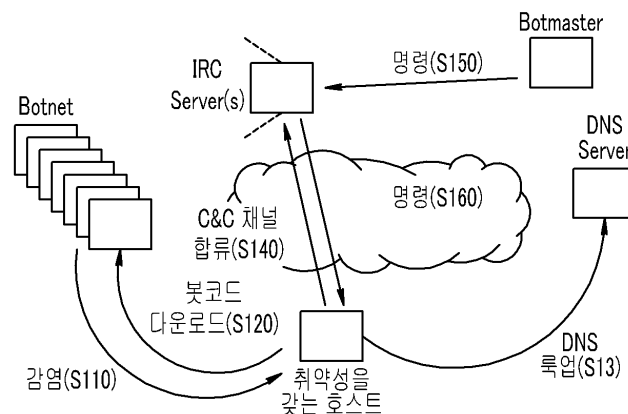 Botmaster
IRC
Server(s)
명령(S150)
Botnet
DNS
Server
C&C 채널
합류(S140)
명령(S160)
봇코드
다운로드(S120)
감염(S110)
취약성을
갖는 호스트
DNS
룩업(S13)